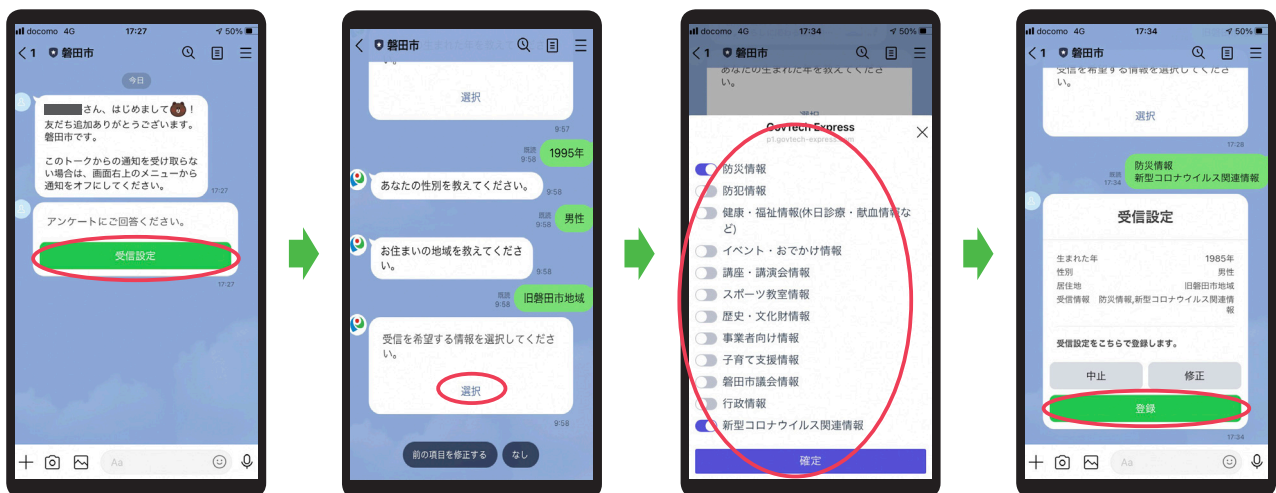 docomo 4G 17:27 50%
1 磐田市
今日
さん、はじめまして!
友だち追加ありがとうございます。
磐田市です。
このトークからの通知を受け取らな
い場合は、画面右上のメニューから
通知をオフにしてください。
17:27
アンケートにご回答ください。
受信設定
17:27
Aa
磐田市
選択
9:57
既読
9:58
1995年
あなたの性別を教えてください。
9:58
既読
9:58
男性
お住まいの地域を教えてくださ
い。
9:58
既読
9:58
旧磐田市地域
受信を希望する情報を選択してくださ
い。
選択
9:58
前の項目を修正する
なし
docomo 4G 17:34 50%
1 磐田市
あなたの生まれた年を教えてくださ
い。
選択
GovTech Express
p1.govtech-express.com
防災情報
防犯情報
健康・福祉情報(休日診療・献血情報な
ど)
イベント・おでかけ情報
講座・講演会情報
スポーツ教室情報
歴史・文化財情報
事業者向け情報
子育て支援情報
磐田市議会情報
行政情報
新型コロナウイルス関連情報
確定
docomo 4G 17:34 50%
1 磐田市
受信を希望する情報を選択してくださ
い。
選択
17:28
既読
17:34
防災情報
新型コロナウイルス関連情報
受信設定
生まれた年 1985年
性別 男性
居住地 旧磐田市地域
受信情報 防災情報,新型コロナウイルス関連情
報
受信設定をこちらで登録します。
中止
修正
登録
17:34
Aa